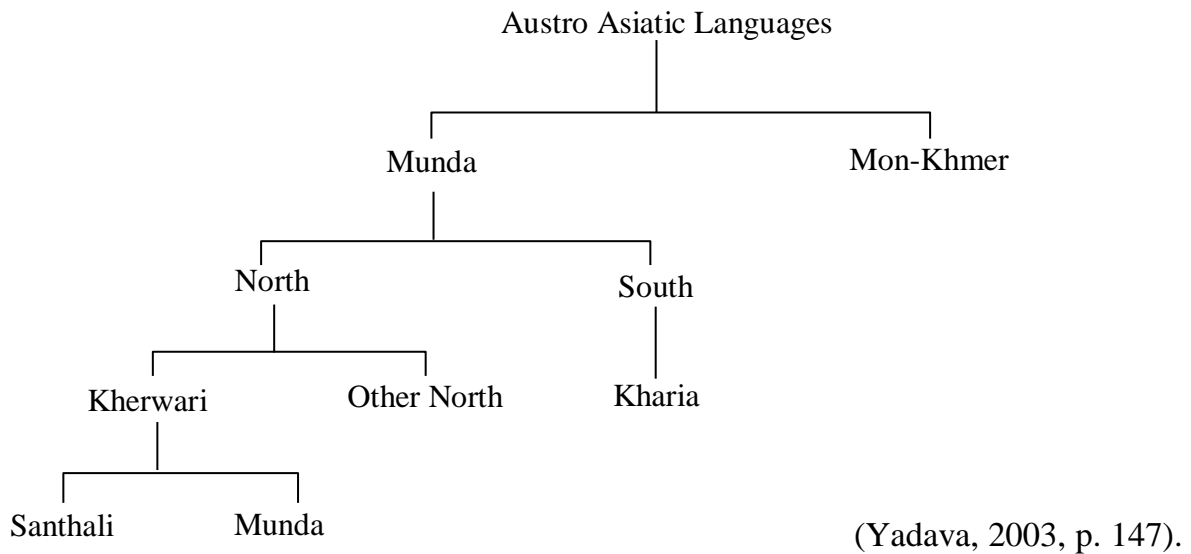 Austro Asiatic Languages
Munda
Mon-Khmer
North
South
Kherwari
Other North
Kharia
Santhali
Munda
(Yadava, 2003, p. 147).